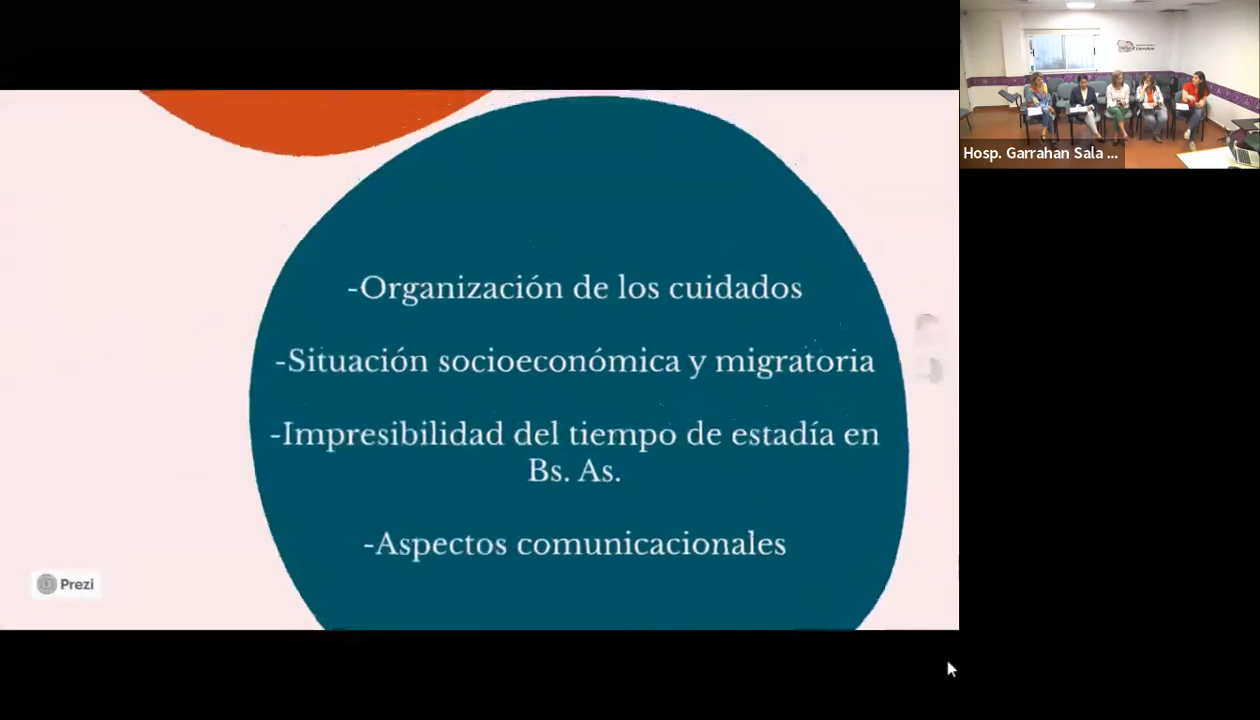 -Organización de los cuidados
-Situación socioeconómica y migratoria
-Impresibilidad del tiempo de estadía en
Bs. As.
-Aspectos comunicacionales
Prezi
Hosp. Garrahan Sala ...